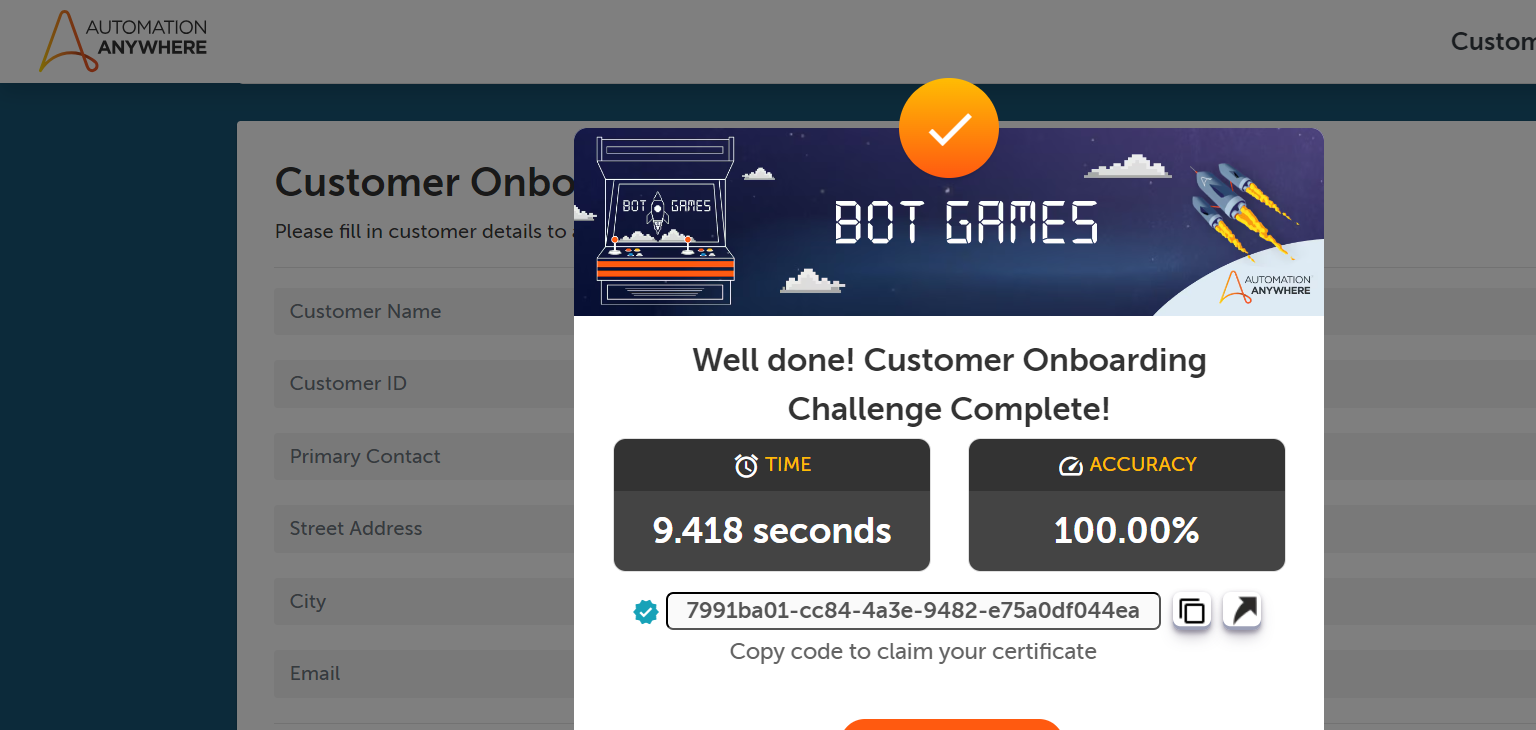 AUTOMATION
ANYWHERE
Custom
Customer Onbo
Please fill in customer details to
Customer Name
Customer ID
Primary Contact
Street Address
City
Email
BOT GAMES
BOT GAMES
AUTOMATION
ANYWHERE
Well done! Customer Onboarding
Challenge Complete!
TIME
9.418 seconds
ACCURACY
100.00%
7991ba01-cc84-4a3e-9482-e75a0df044ea
Copy code to claim your certificate